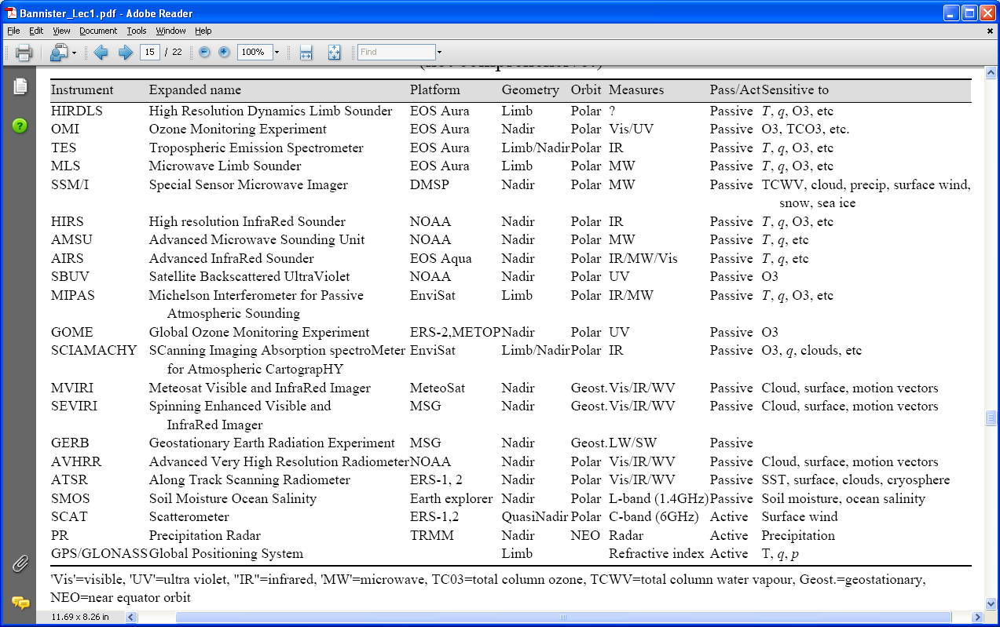 Bannister_Lec1.pdf - Adobe Reader
File Edit View Document Tools Window Help
15 / 22 100% Find
Instrument Expanded name Platform Geometry Orbit Measures Pass/Act Sensitive to
HIRDLS High Resolution Dynamics Limb Sounder EOS Aura Limb Polar ? Passive T, q, O3, etc
OMI Ozone Monitoring Experiment EOS Aura Nadir Polar Vis/UV Passive O3, TCO3, etc.
TES Tropospheric Emission Spectrometer EOS Aura Limb/Nadir Polar IR Passive T, q, O3, etc
MLS Microwave Limb Sounder EOS Aura Limb Polar MW Passive T, q, O3, etc
SSM/I Special Sensor Microwave Imager DMSP Nadir Polar MW Passive TCWV, cloud, precip, surface wind,
snow, sea ice
HIRS High resolution InfraRed Sounder NOAA Nadir Polar IR Passive T, q, O3, etc
AMSU Advanced Microwave Sounding Unit NOAA Nadir Polar MW Passive T, q, etc
AIRS Advanced InfraRed Sounder EOS Aqua Nadir Polar IR/MW/Vis Passive T, q, etc
SBUV Satellite Backscattered UltraViolet NOAA Nadir Polar UV Passive O3
MIPAS Michelson Interferometer for Passive EnviSat Limb Polar IR/MW Passive T, q, O3, etc
Atmospheric Sounding
GOME Global Ozone Monitoring Experiment ERS-2,METOP Nadir Polar UV Passive O3
SCIAMACHY SCanning Imaging Absorption spectroMeter EnviSat Limb/Nadir Polar IR Passive O3, q, clouds, etc
for Atmospheric CartograpHY
MVIRI Meteosat Visible and InfraRed Imager MeteoSat Nadir Geost. Vis/IR/WV Passive Cloud, surface, motion vectors
SEVIRI Spinning Enhanced Visible and MSG Nadir Geost. Vis/IR/WV Passive Cloud, surface, motion vectors
InfraRed Imager
GERB Geostationary Earth Radiation Experiment MSG Nadir Geost. LW/SW Passive
AVHRR Advanced Very High Resolution Radiometer NOAA Nadir Polar Vis/IR/WV Passive Cloud, surface, motion vectors
ATSR Along Track Scanning Radiometer ERS-1, 2 Nadir Polar Vis/IR/WV Passive SST, surface, clouds, cryosphere
SMOS Soil Moisture Ocean Salinity Earth explorer Nadir Polar L-band (1.4GHz) Passive Soil moisture, ocean salinity
SCAT Scatterometer ERS-1,2 QuasiNadir Polar C-band (6GHz) Active Surface wind
PR Precipitation Radar TRMM Nadir NEO Radar Active Precipitation
GPS/GLONASS Global Positioning System Limb Refractive index Active T, q, p
'Vis'=visible, 'UV'=ultra violet, "IR"=infrared, 'MW'=microwave, TC03=total column ozone, TCWV=total column water vapour, Geost.=geostationary,
NEO=near equator orbit
11.69 x 8.26 in